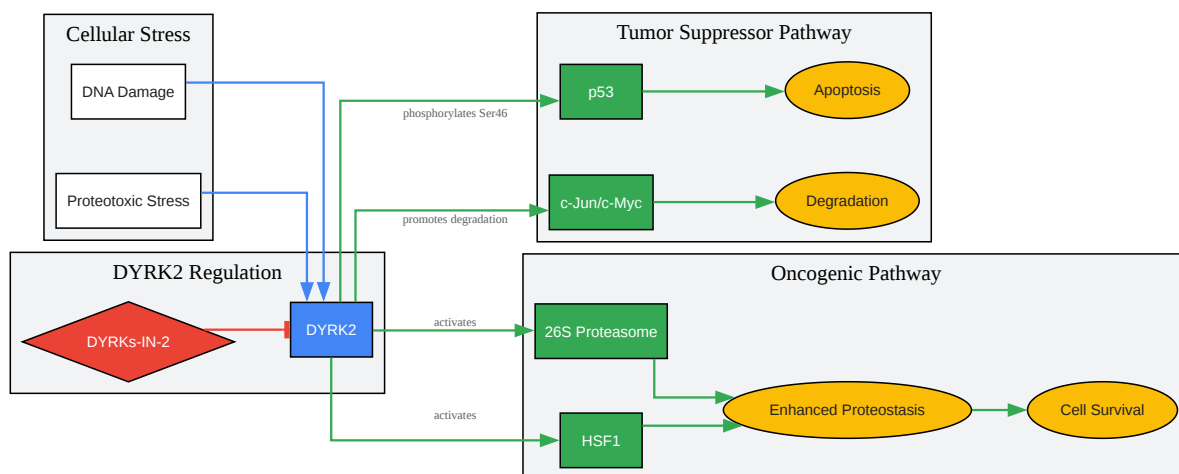 Cellular Stress
DNA Damage
Proteotoxic Stress
Tumor Suppressor Pathway
p53
Apoptosis
phosphorylates Ser46
c-Jun/c-Myc
Degradation
promotes degradation
DYRK2 Regulation
DYRKs-IN-2
DYRK2
Oncogenic Pathway
activates
26S Proteasome
Enhanced Proteostasis
Cell Survival
activates
HSF1